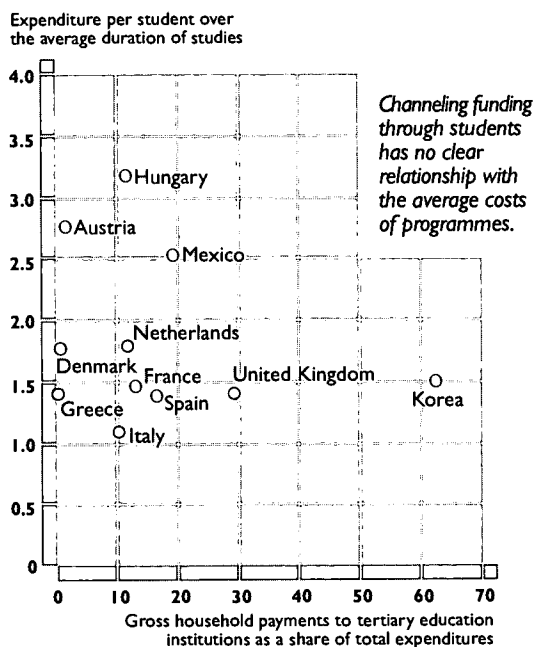 Expenditure per student over
the average duration of studies
4.0
3.5
3.0
2.5
2.0
1.5
1.0
0.5
0
Channeling funding
through students
has no clear
relationship with
the average costs
of programmes.
Hungary
Austria
Mexico
Netherlands
Denmark
France
United Kingdom
Greece
Spain
Korea
Italy
0 10 20 30 40 50 60 70
Gross household payments to tertiary education
institutions as a share of total expenditures